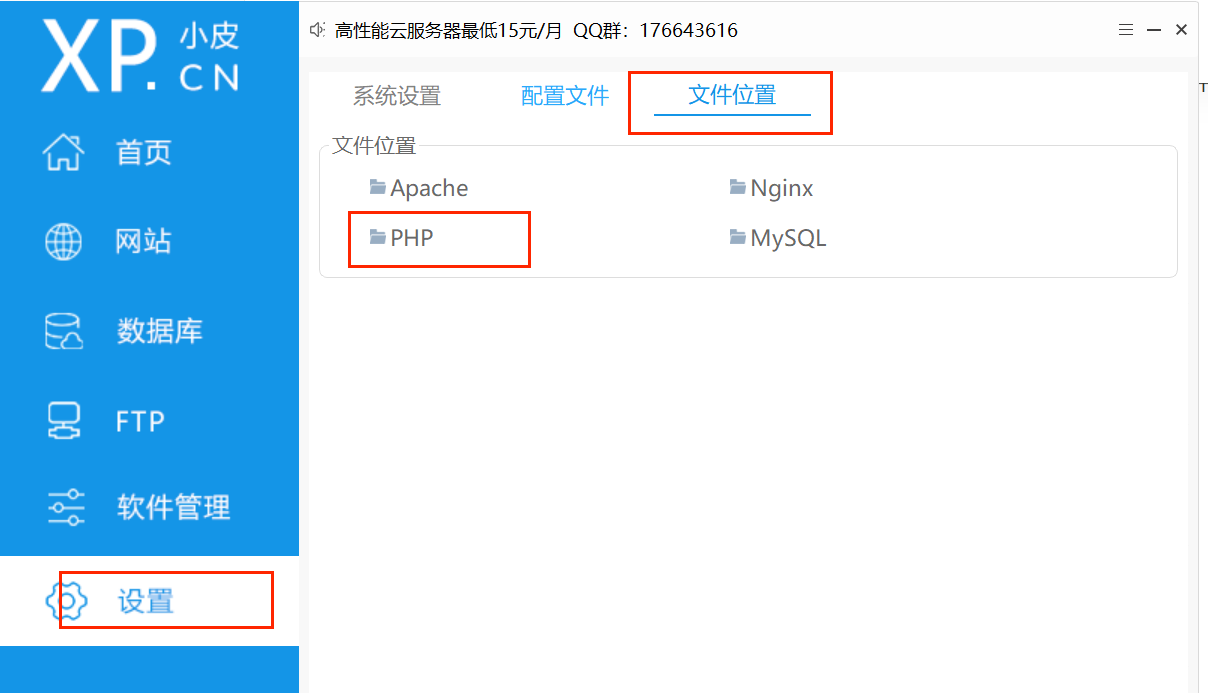 XP.小皮
CN
首页
网站
数据库
FTP
软件管理
设置
高性能云服务器最低15元/月 QQ群：176643616
系统设置 配置文件 文件位置
文件位置
Apache Nginx
PHP MySQL
T